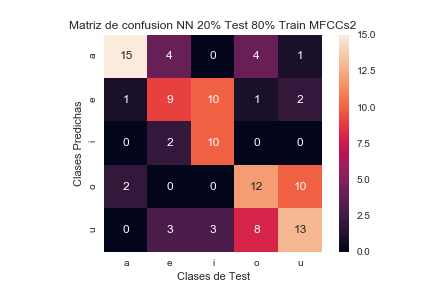 Matriz de confusion NN 20% Test 80% Train MFCCs2
a 15 4 0 4 1
e 1 9 10 1 2
i 0 2 10 0 0
o 2 0 0 12 10
u 0 3 3 8 13
a e i o u
Clases Predichas
Clases de Test
15.0
12.5
10.0
7.5
5.0
2.5
0.0